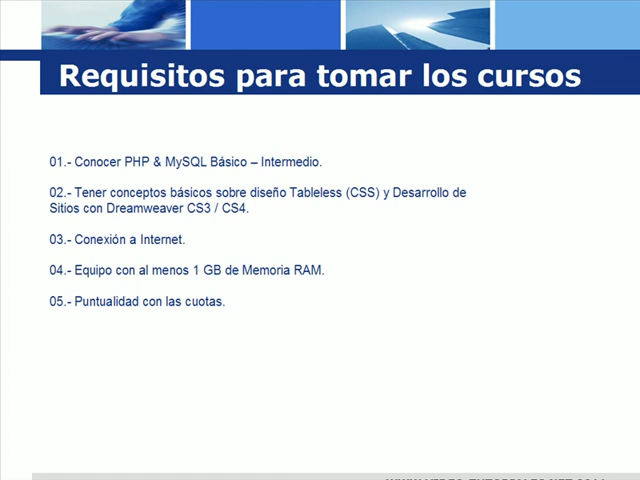 Requisitos para tomar los cursos
01.- Conocer PHP & MySQL Básico – Intermedio.
02.- Tener conceptos básicos sobre diseño Tableless (CSS) y Desarrollo de
Sitios con Dreamweaver CS3 / CS4.
03.- Conexión a Internet.
04.- Equipo con al menos 1 GB de Memoria RAM.
05.- Puntualidad con las cuotas.